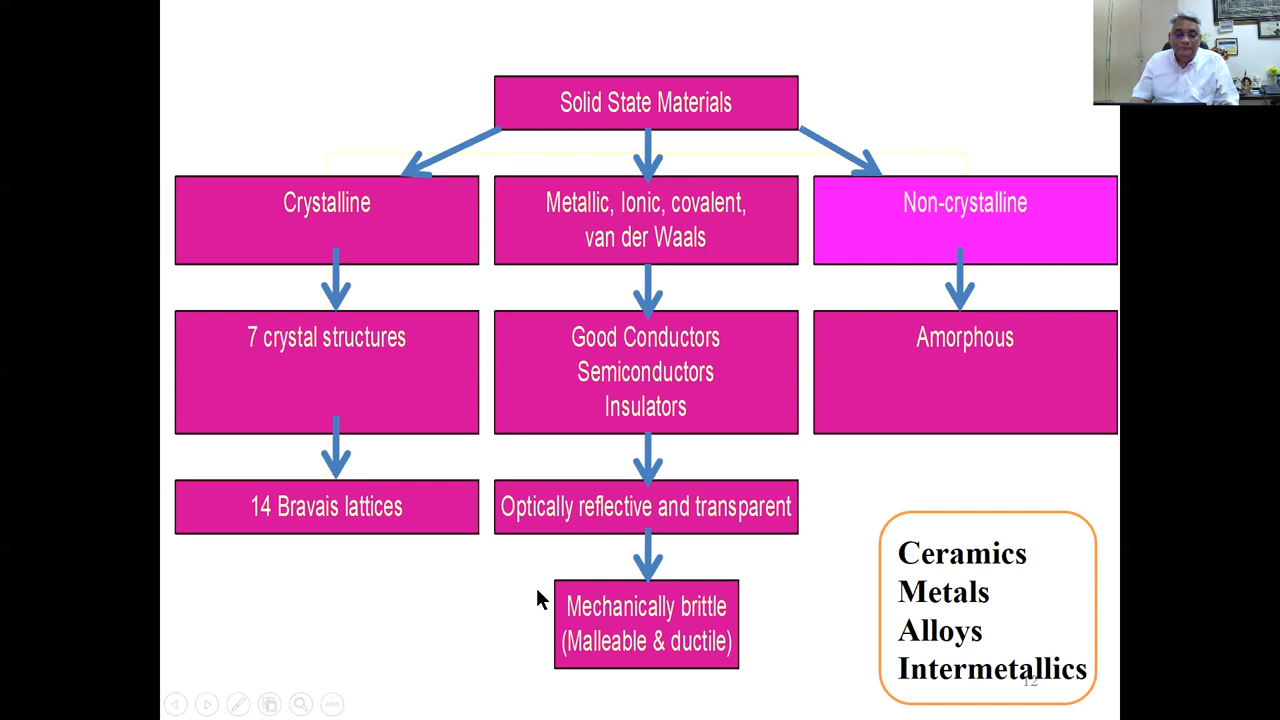 Solid State Materials
Crystalline
Metallic, Ionic, covalent,
van der Waals
Non-crystalline
7 crystal structures
Good Conductors
Semiconductors
Insulators
Amorphous
14 Bravais lattices
Optically reflective and transparent
Mechanically brittle
(Malleable & ductile)
Ceramics
Metals
Alloys
Intermetallics
12